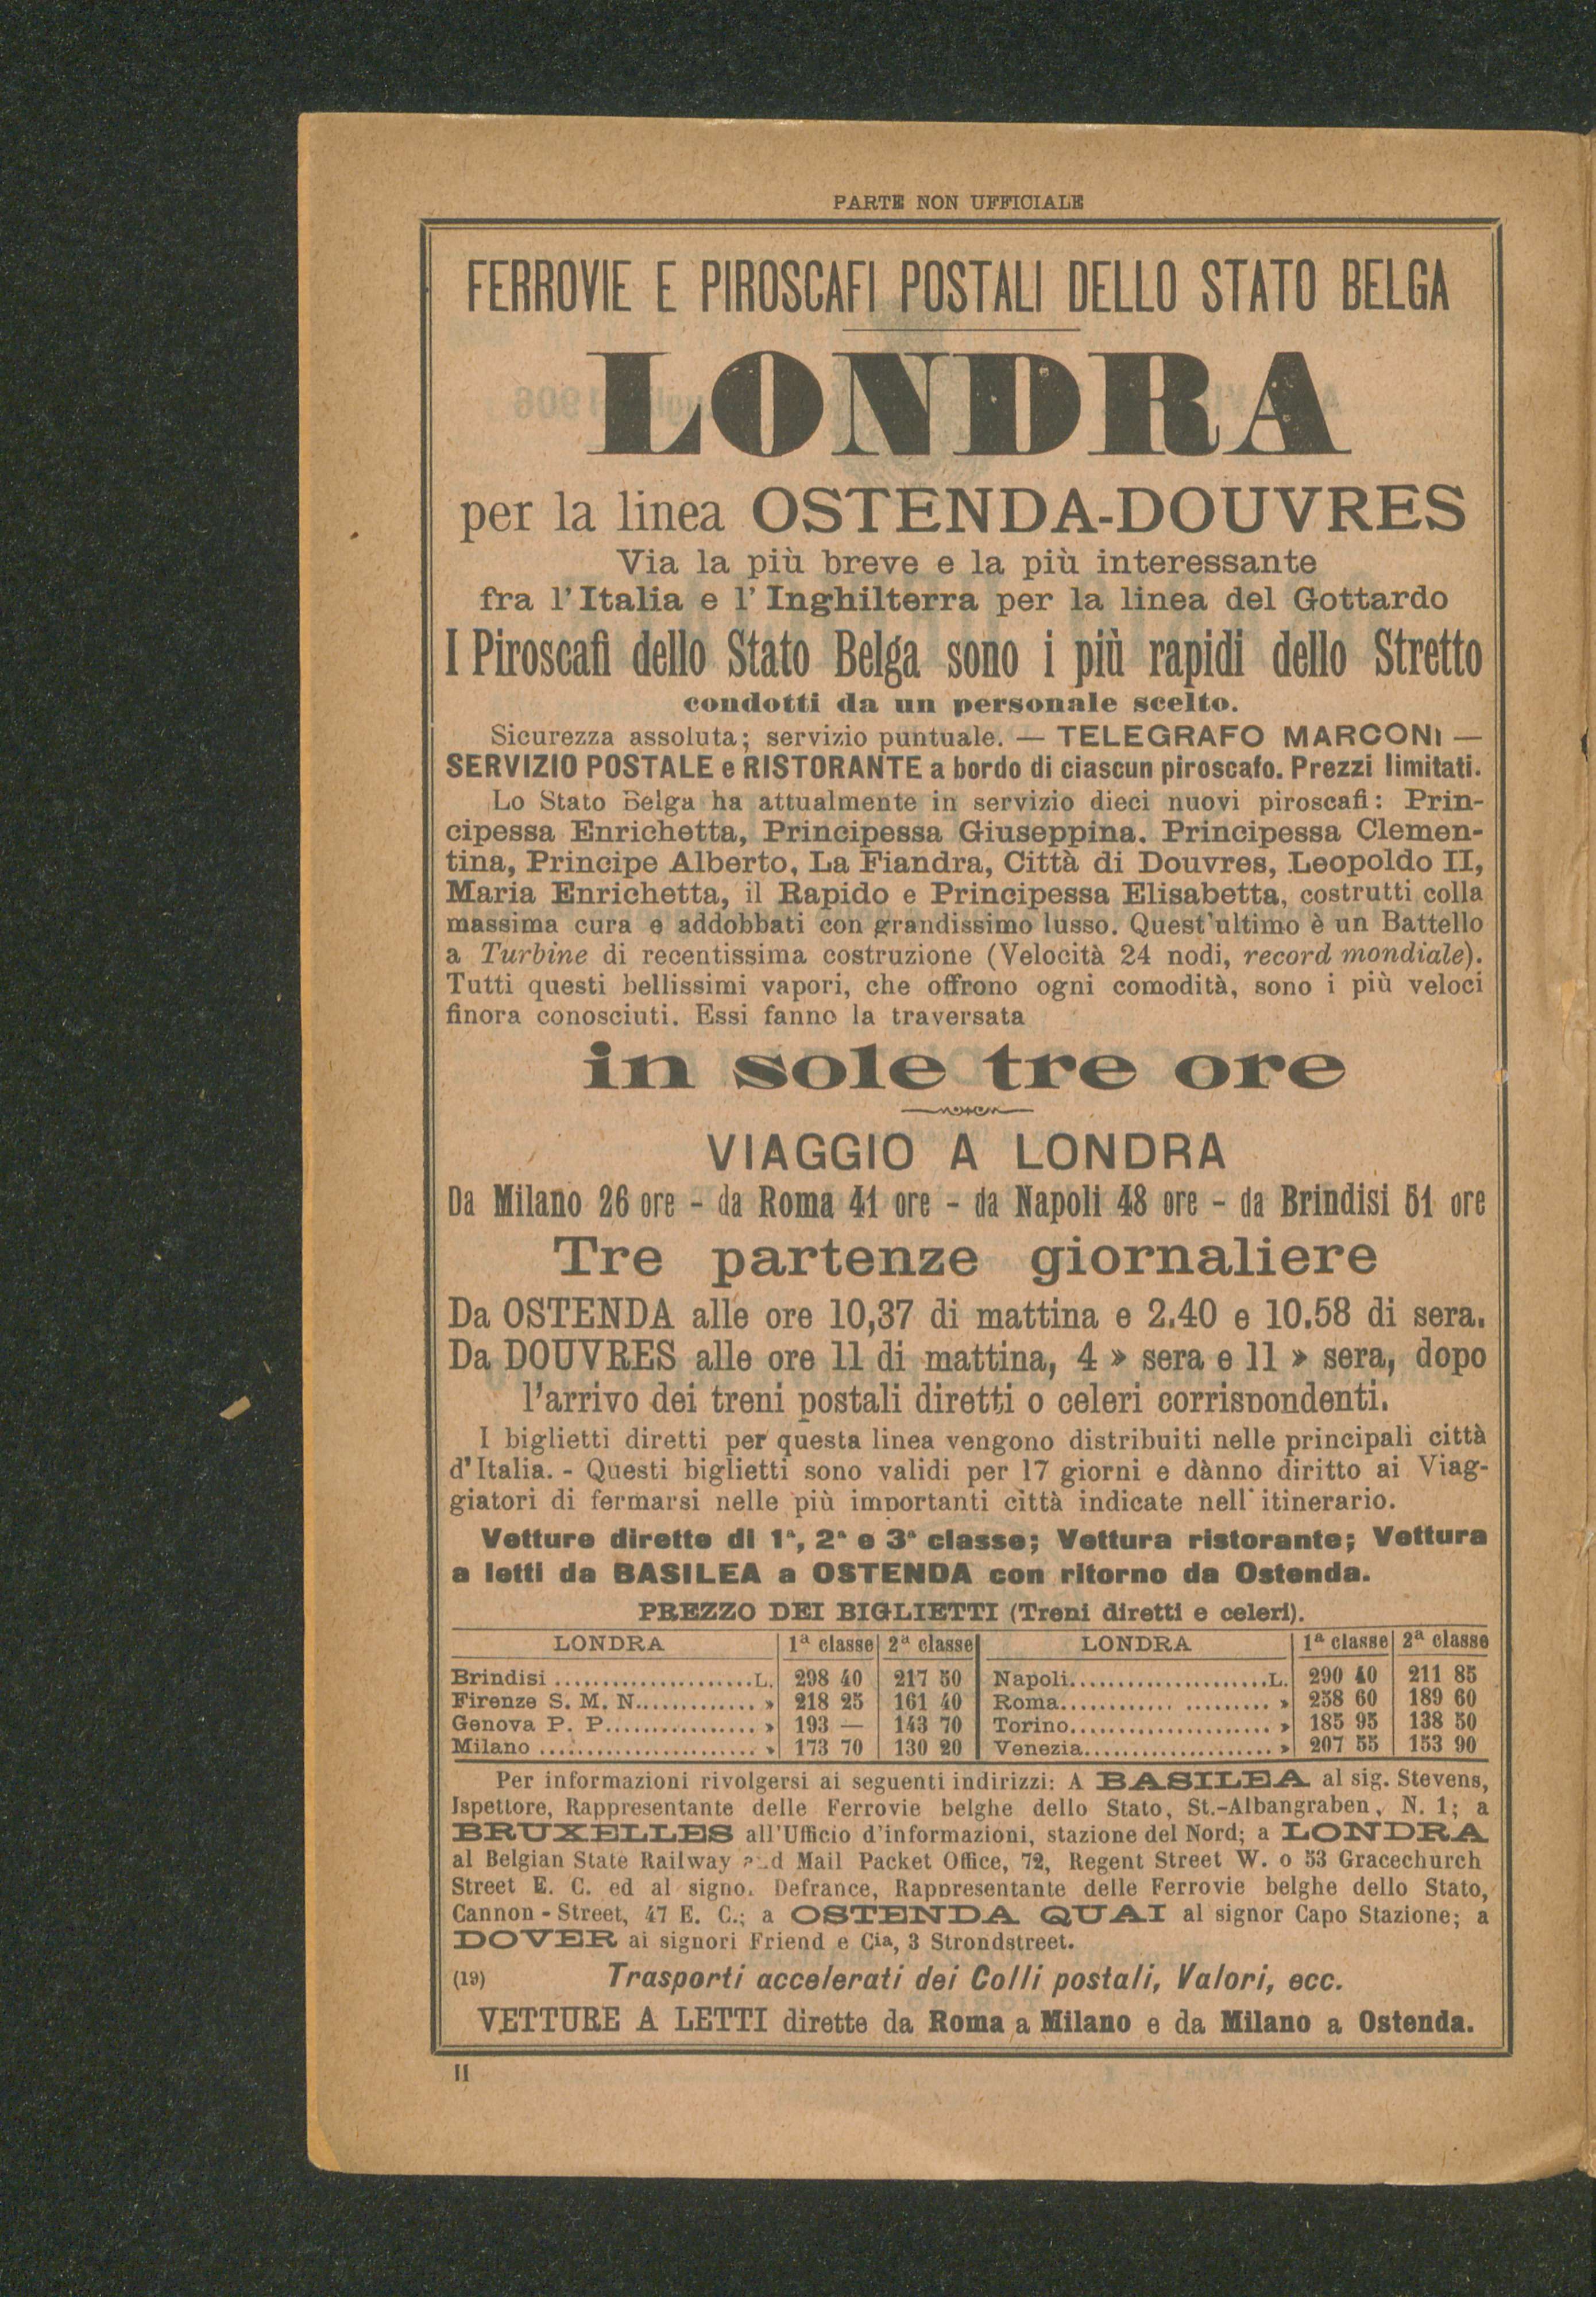 PARTE NON UFFICIALE
FERROVIE E PIROSCAFI POSTALI DELLO STATO BELGA
LONDRA
per la linea OSTENDA-DOUVRES
Via la più breve e la più interessante
fra l'Italia e l'Inghilterra per la linea del Gottardo
I Piroscafi dello Stato Belga sono i più rapidi dello Stretto
condotti da un personale scelto.
Sicurezza assoluta; servizio puntuale. — TELEGRAFO MARCONI —
SERVIZIO POSTALE e RISTORANTE a bordo di ciascun piroscafo. Prezzi limitati.
Lo Stato Belga ha attualmente in servizio dieci nuovi piroscafi: Prin-
cipessa Enrichetta, Principessa Giuseppina. Principessa Clemen-
tina, Principe Alberto, La Fiandra, Città di Douvres, Leopoldo II,
Maria Enrichetta, il Rapido e Principessa Elisabetta, costrutti colla
massima cura e addobbati con grandissimo lusso. Quest'ultimo è un Battello
a Turbine di recentissima costruzione (Velocità 24 nodi, record mondiale).
Tutti questi bellissimi vapori, che offrono ogni comodità, sono i più veloci
finora conosciuti. Essi fanno la traversata
in sole tre ore
VIAGGIO A LONDRA
Da Milano 26 ore - da Roma 41 ore - da Napoli 48 ore - da Brindisi 51 ore
Tre partenze giornaliere
Da OSTENDA alle ore 10,37 di mattina e 2.40 e 10.58 di sera.
Da DOUVRES alle ore 11 di mattina, 4 » sera e 11 » sera, dopo
l'arrivo dei treni postali diretti o celeri corrispondenti.
I biglietti diretti per questa linea vengono distribuiti nelle principali città
d'Italia. - Questi biglietti sono validi per 17 giorni e dànno diritto ai Viag-
giatori di fermarsi nelle più importanti città indicate nell'itinerario.
Vetture dirette di 1ª, 2ª e 3ª classe; Vettura ristorante; Vettura
a letti da BASILEA a OSTENDA con ritorno da Ostenda.
PREZZO DEI BIGLIETTI (Treni diretti e celeri).
LONDRA 1ª classe 2ª classe LONDRA 1ª classe 2ª classe
Brindisi ..................... L. 298 40 217 50 Napoli..................... L. 290 40 211 85
Firenze S. M. N............. » 218 25 161 40 Roma..................... » 258 60 189 60
Genova P. P................ » 193 — 143 70 Torino..................... » 185 95 138 50
Milano ....................... » 173 70 130 20 Venezia.................... » 207 55 153 90
Per informazioni rivolgersi ai seguenti indirizzi: A BASILEA al sig. Stevens,
Ispettore, Rappresentante delle Ferrovie belghe dello Stato, St.-Albangraben, N. 1; a
BRUXELLES all'Ufficio d'informazioni, stazione del Nord; a LONDRA
al Belgian State Railway and Mail Packet Office, 72, Regent Street W. o 53 Gracechurch
Street E. C. ed al signo. Defrance, Rappresentante delle Ferrovie belghe dello Stato,
Cannon-Street, 47 E. C.; a OSTENDA QUAI al signor Capo Stazione; a
DOVER ai signori Friend e Cia, 3 Strondstreet.
(19) Trasporti accelerati dei Colli postali, Valori, ecc.
VETTURE A LETTI dirette da Roma a Milano e da Milano a Ostenda.
II